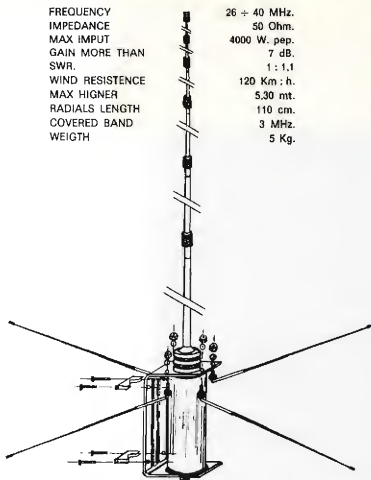 FREQUENCY 26 ÷ 40 MHz.
IMPEDANCE 50 Ohm.
MAX IMPUT 4000 W. pep.
GAIN MORE THAN 7 dB.
SWR. 1 : 1,1
WIND RESISTENCE 120 Km : h.
MAX HIGNER 5,30 mt.
RADIALS LENGTH 110 cm.
COVERED BAND 3 MHz.
WEIGTH 5 Kg.